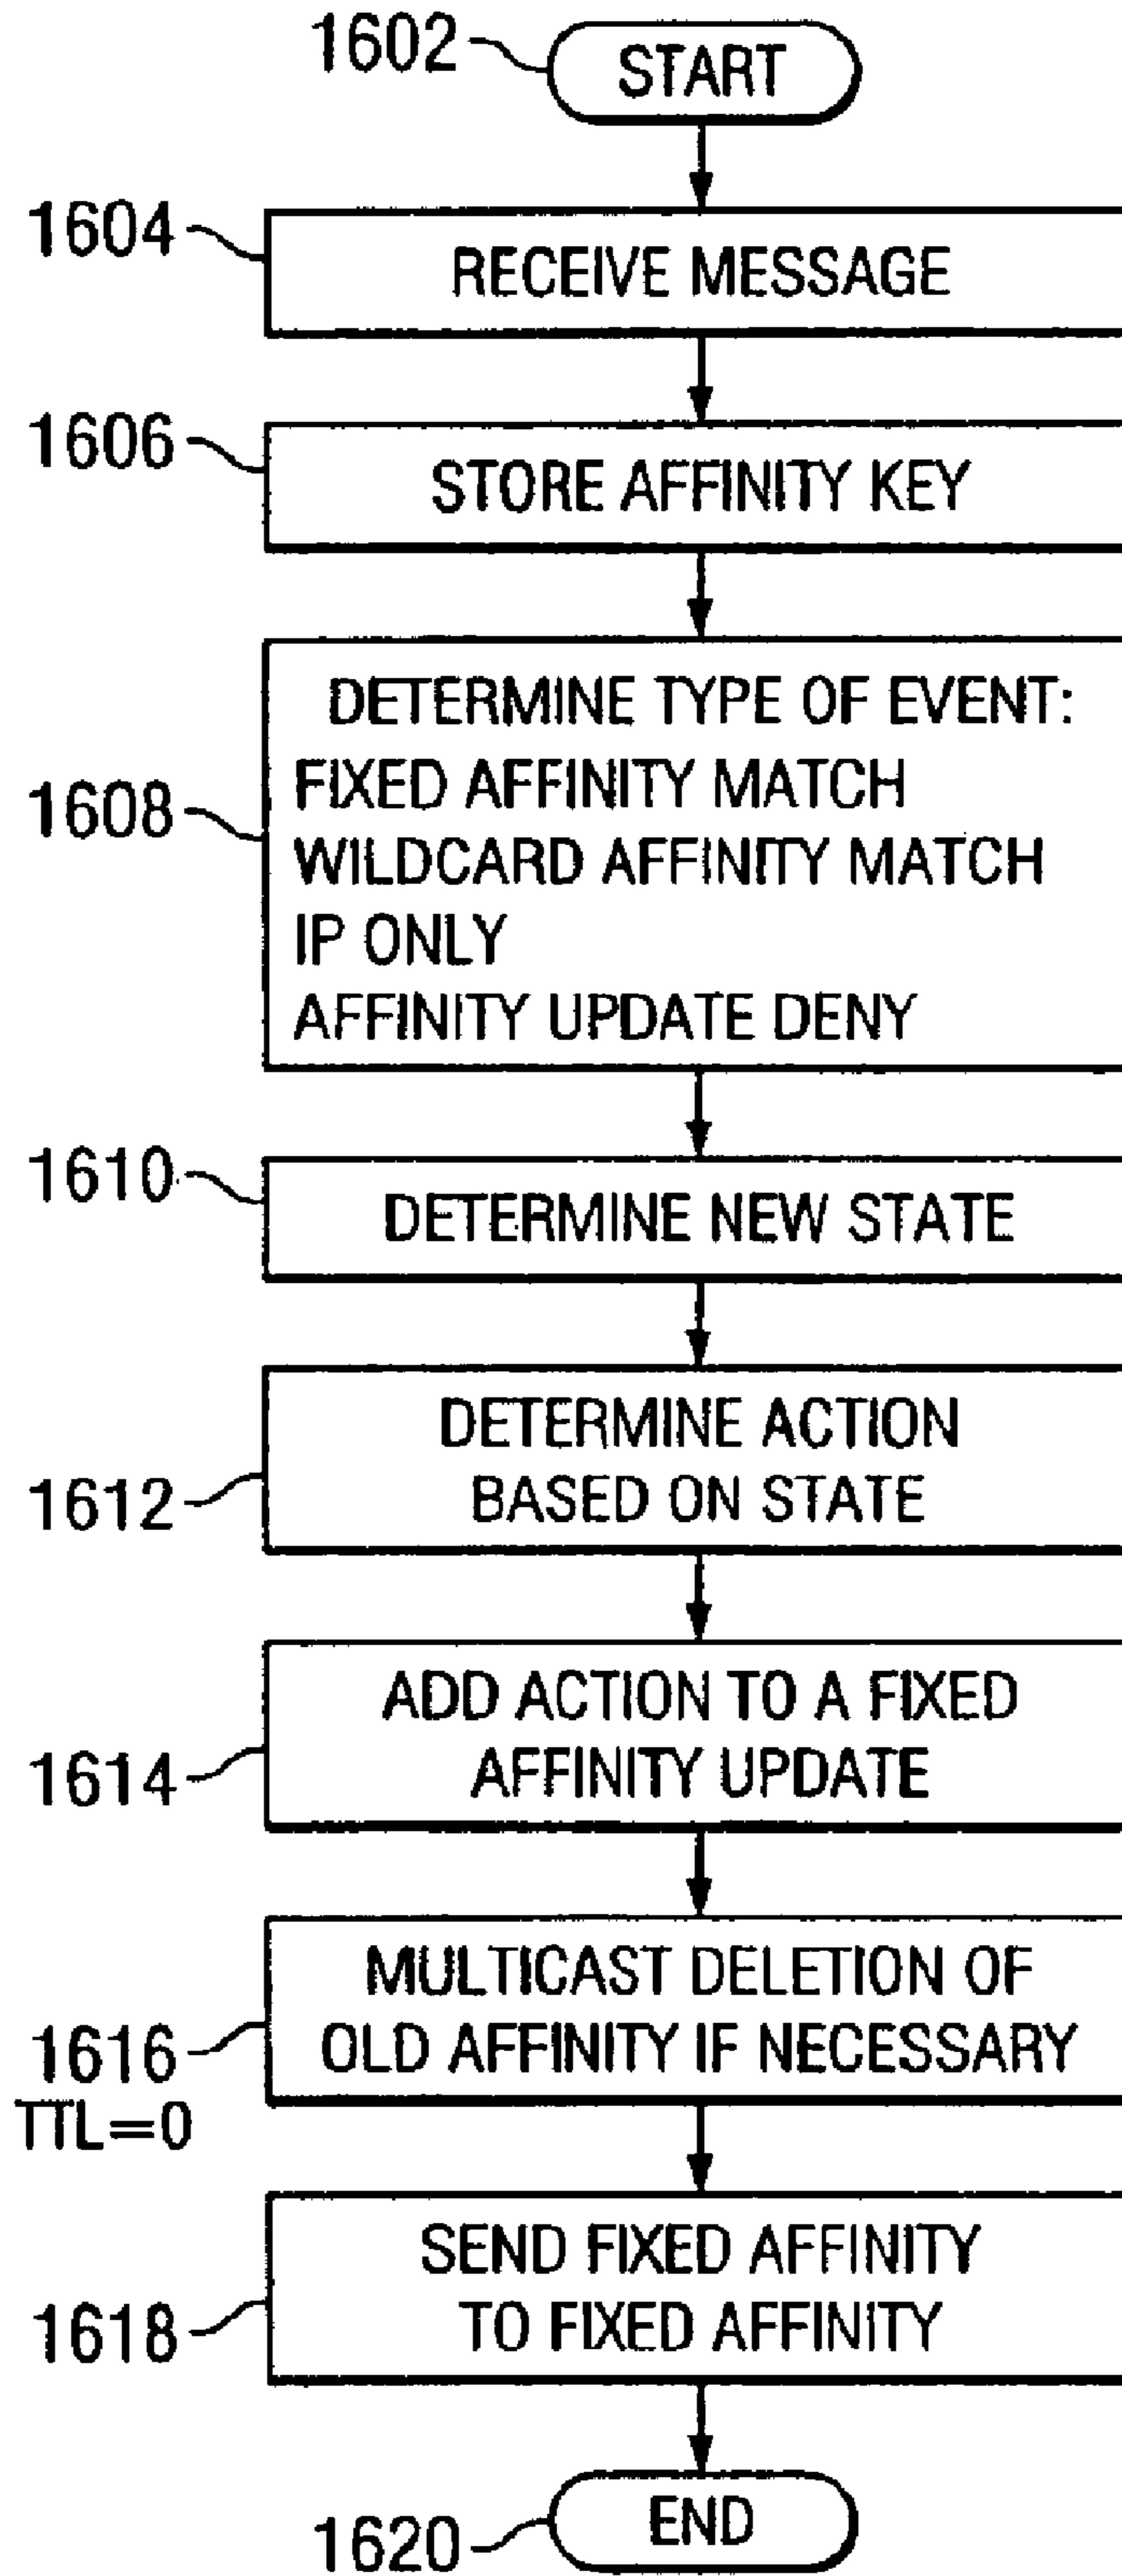 1602
START
1604
RECEIVE MESSAGE
1606
STORE AFFINITY KEY
1608
DETERMINE TYPE OF EVENT:
FIXED AFFINITY MATCH
WILDCARD AFFINITY MATCH
IP ONLY
AFFINITY UPDATE DENY
1610
DETERMINE NEW STATE
1612
DETERMINE ACTION
BASED ON STATE
1614
ADD ACTION TO A FIXED
AFFINITY UPDATE
1616
TTL=0
MULTICAST DELETION OF
OLD AFFINITY IF NECESSARY
1618
SEND FIXED AFFINITY
TO FIXED AFFINITY
1620
END